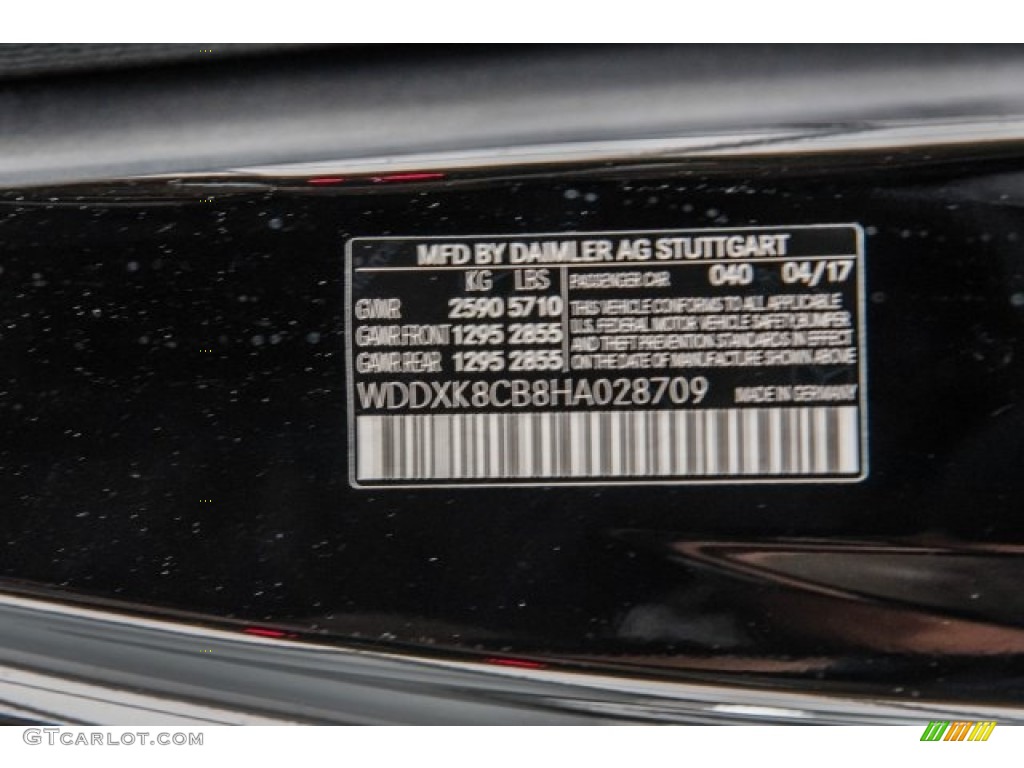 MFD BY DAIMLER AG STUTTGART
KG LBS
GVWR 2590 5710
GAWR FRONT 1295 2855
GAWR REAR 1295 2855
PASSENGER CAR 040 04/17
THIS VEHICLE CONFORMS TO ALL APPLICABLE
U.S. FEDERAL MOTOR VEHICLE SAFETY, BUMPER,
AND THEFT PREVENTION STANDARDS IN EFFECT
ON THE DATE OF MANUFACTURE SHOWN ABOVE
WDDXK8CB8HA028709 MADE IN GERMANY
GTCarlot.com